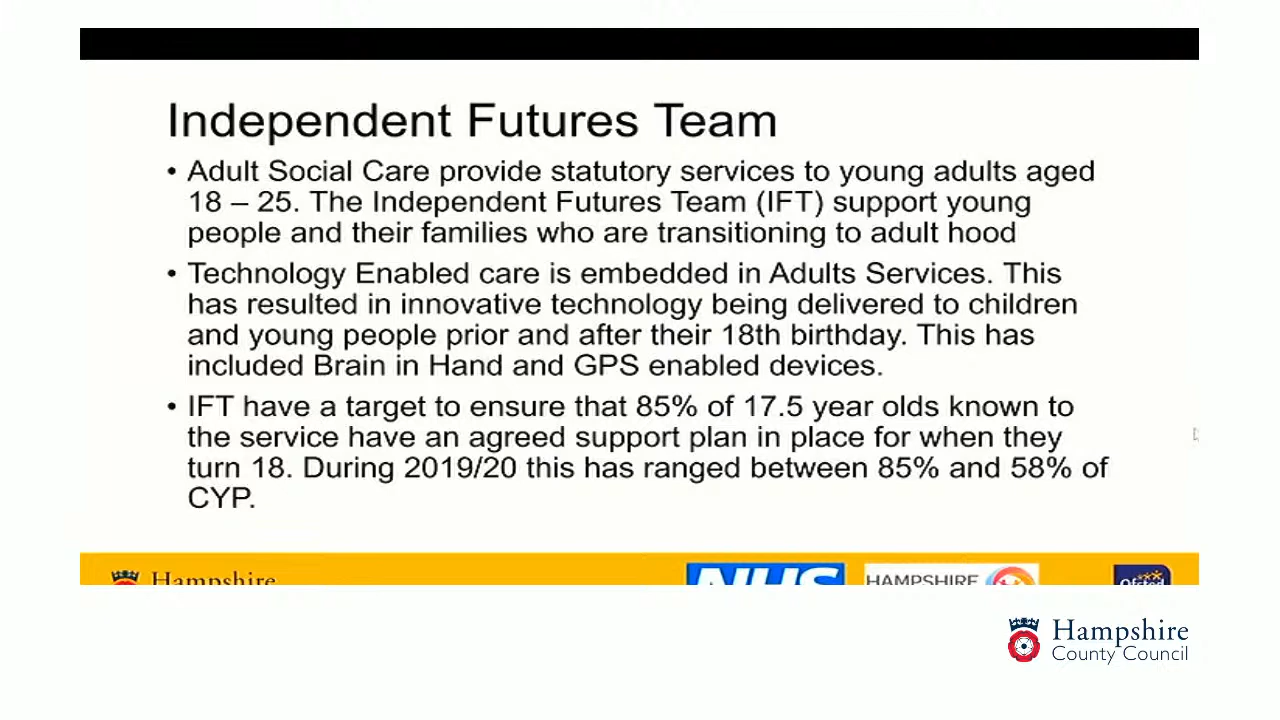 Independent Futures Team
• Adult Social Care provide statutory services to young adults aged
18 – 25. The Independent Futures Team (IFT) support young
people and their families who are transitioning to adult hood
• Technology Enabled care is embedded in Adults Services. This
has resulted in innovative technology being delivered to children
and young people prior and after their 18th birthday. This has
included Brain in Hand and GPS enabled devices.
• IFT have a target to ensure that 85% of 17.5 year olds known to
the service have an agreed support plan in place for when they
turn 18. During 2019/20 this has ranged between 85% and 58% of
CYP.
Hampshire
NHS
HAMPSHIRE
Ofsted
Hampshire
County Council